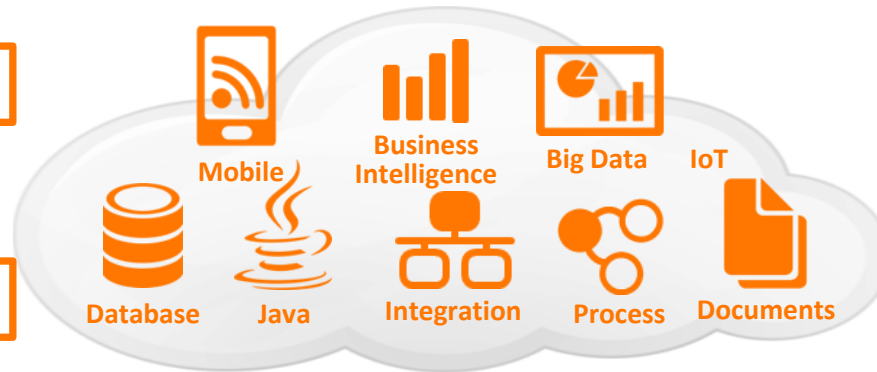 Mobile
Business
Intelligence
Big Data
IoT
Database
Java
Integration
Process
Documents